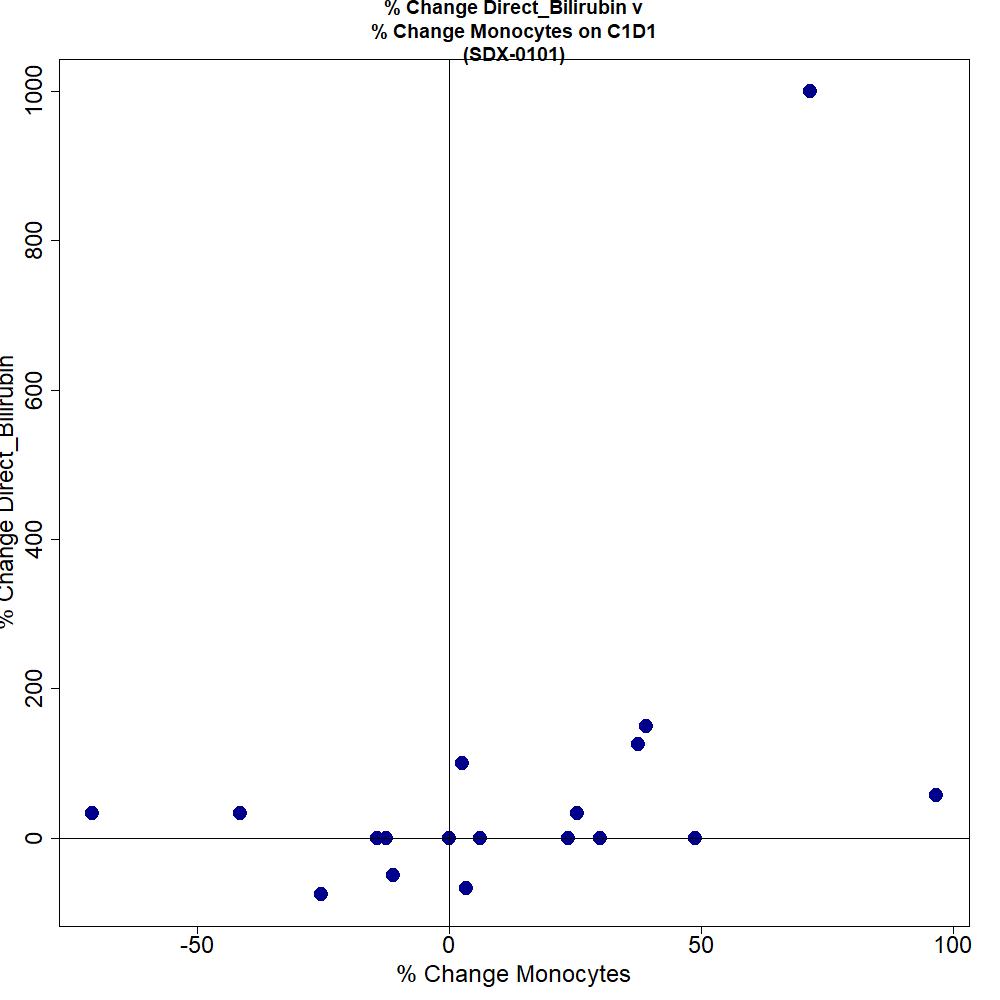 % Change Direct_Bilirubin v
% Change Monocytes on C1D1
(SDX-0101)
% Change Direct_Bilirubin
1000
800
600
400
200
0
-50
0
50
100
% Change Monocytes